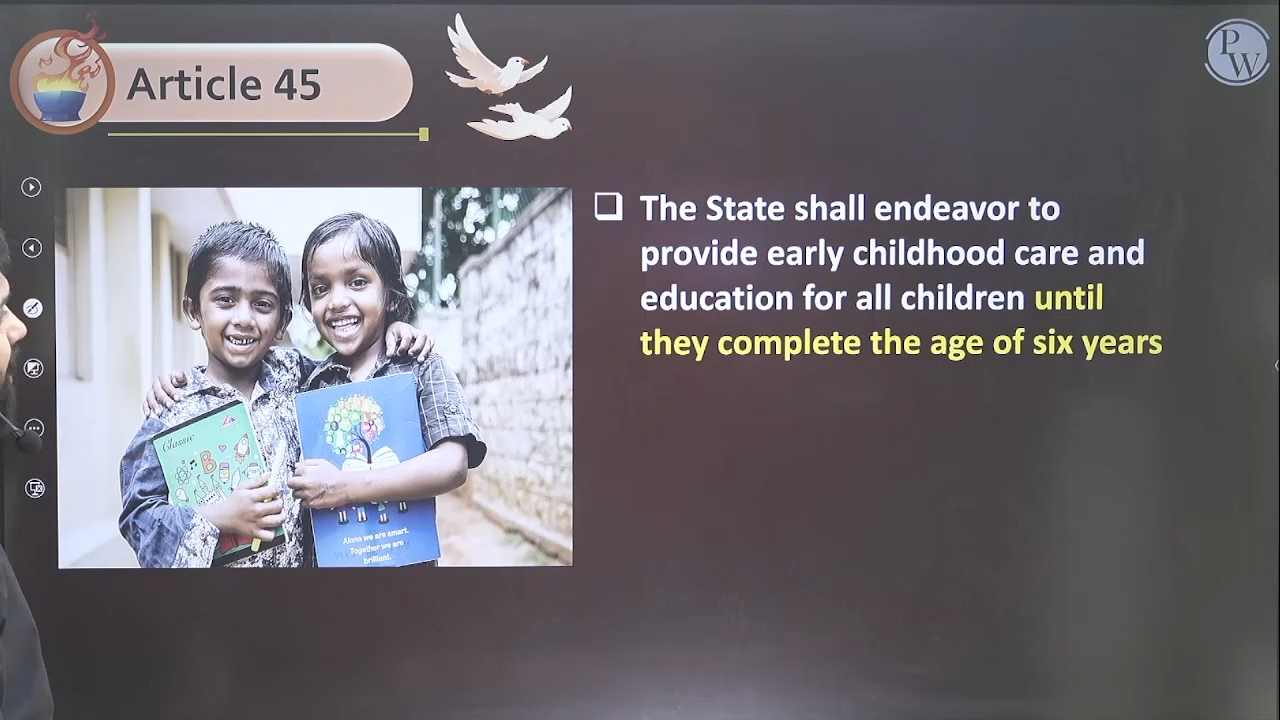 Article 45
PW
The State shall endeavor to
provide early childhood care and
education for all children until
they complete the age of six years
Classic
B
Alone we are smart.
Together we are
brilliant.